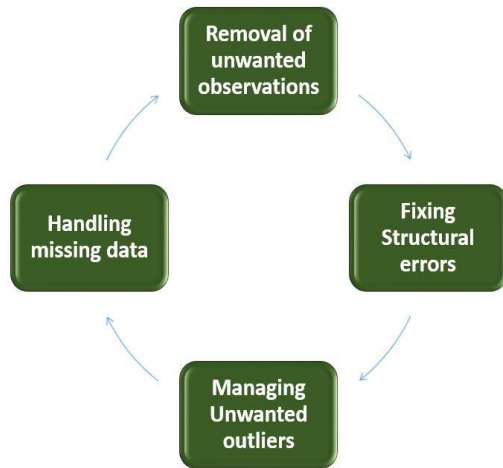 Removal of
unwanted
observations
Fixing
Structural
errors
Managing
Unwanted
outliers
Handling
missing data